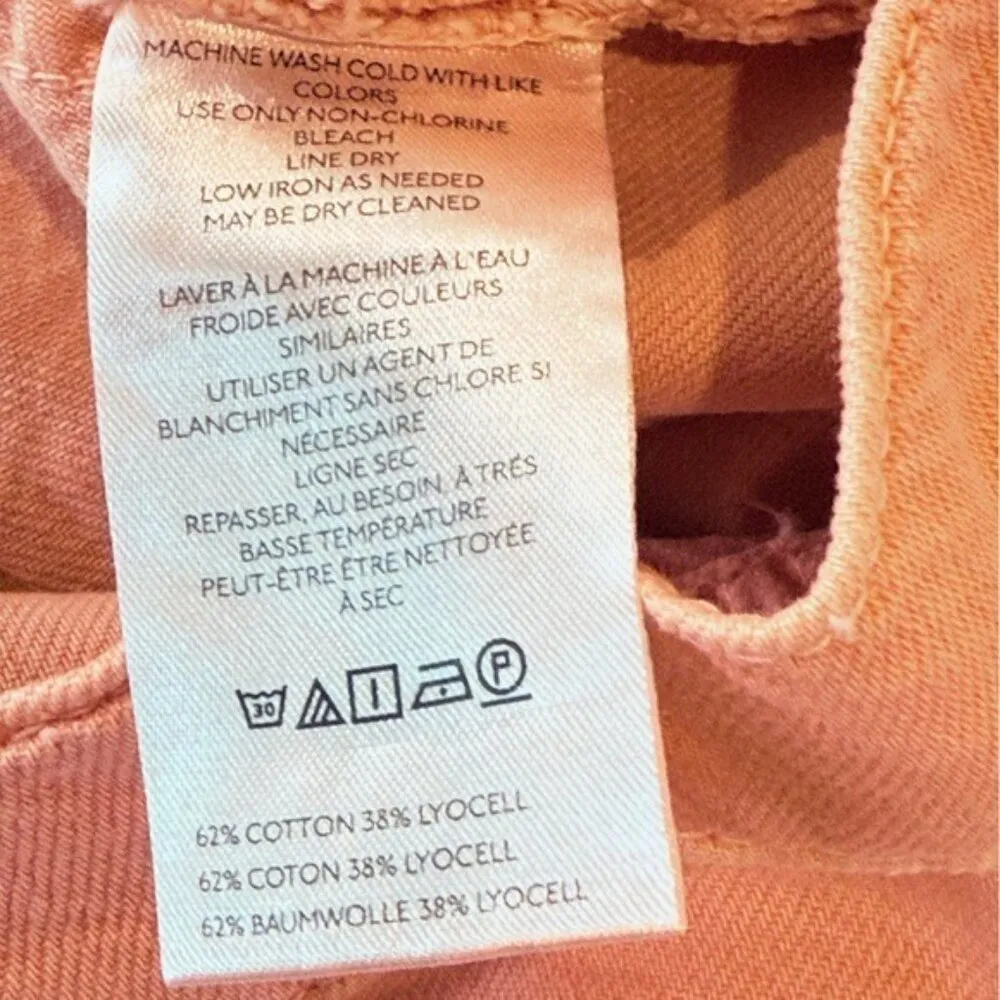 MACHINE WASH COLD WITH LIKE
COLORS
USE ONLY NON-CHLORINE
BLEACH
LINE DRY
LOW IRON AS NEEDED
MAY BE DRY CLEANED
LAVER À LA MACHINE À L'EAU
FROIDE AVEC COULEURS
SIMILAIRES
UTILISER UN AGENT DE
BLANCHIMENT SANS CHLORE SI
NÉCESSAIRE
LIGNE SEC
REPASSER, AU BESOIN, À TRÉS
BASSE TEMPÉRATURE
PEUT-ÊTRE ÊTRE NETTOYÉE
À SEC
30 P
62% COTTON 38% LYOCELL
62% COTON 38% LYOCELL
62% BAUMWOLLE 38% LYOCELL